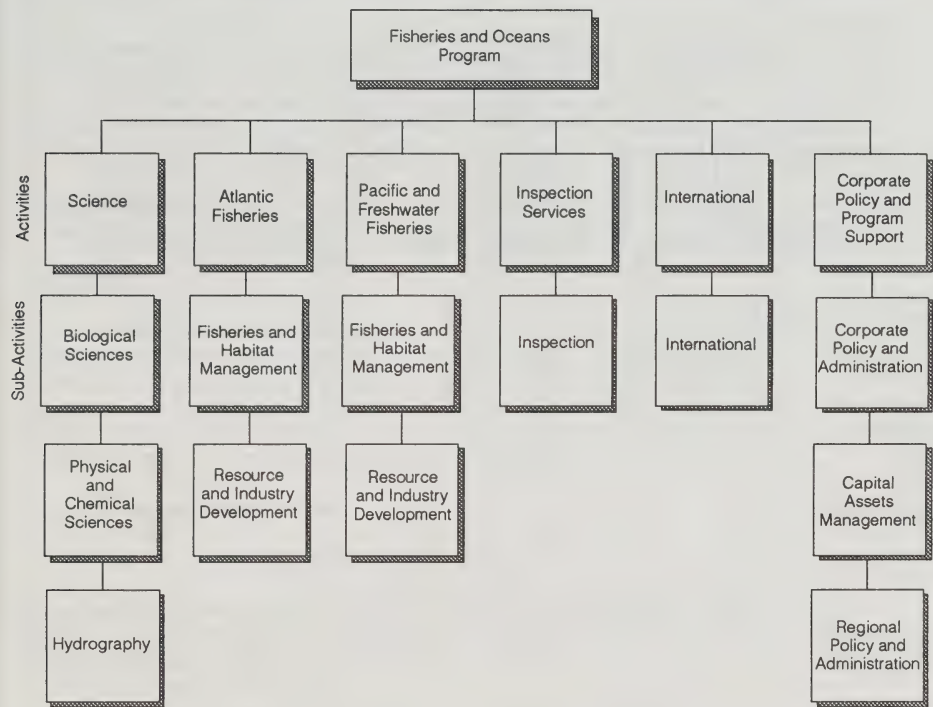 Fisheries and Oceans
Program
Activities
Science
Atlantic
Fisheries
Pacific and
Freshwater
Fisheries
Inspection
Services
International
Corporate
Policy and
Program
Support
Sub-Activities
Biological
Sciences
Fisheries and
Habitat
Management
Fisheries and
Habitat
Management
Inspection
International
Corporate
Policy and
Administration
Physical
and
Chemical
Sciences
Resource
and Industry
Development
Resource
and Industry
Development
Capital
Assets
Management
Hydrography
Regional
Policy and
Administration